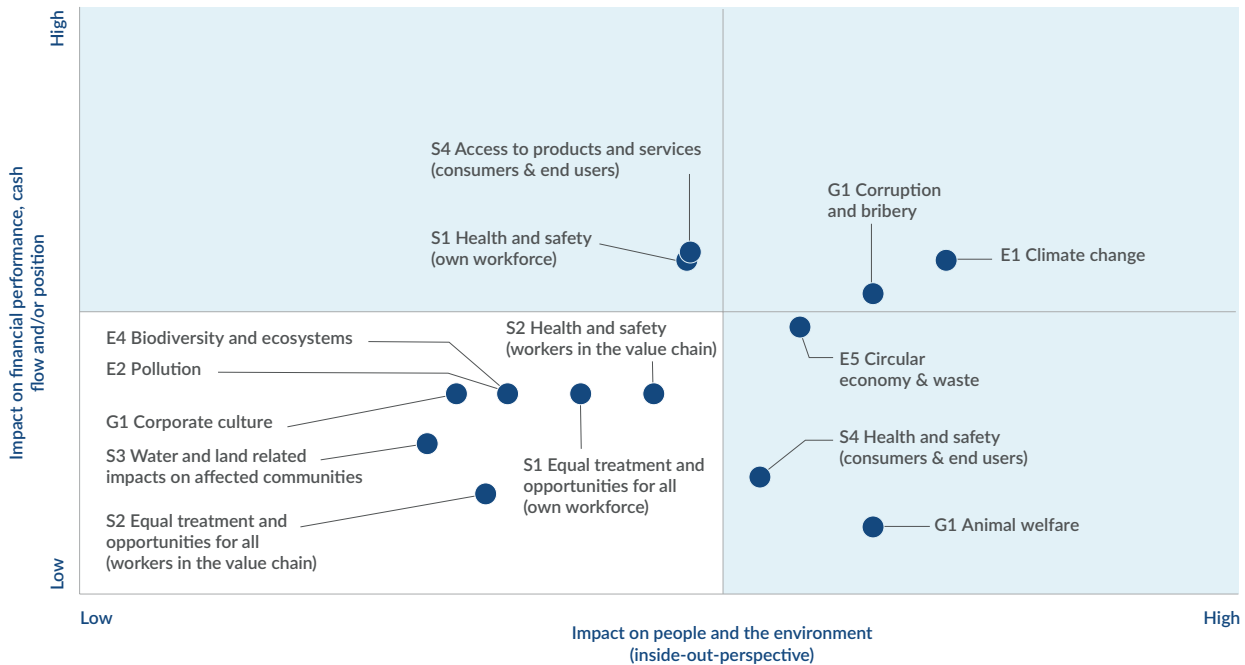 High
Impact on financial performance, cash
flow and/or position
Low
S4 Access to products and services
(consumers & end users)
S1 Health and safety
(own workforce)
G1 Corruption
and bribery
E1 Climate change
E4 Biodiversity and ecosystems
E2 Pollution
G1 Corporate culture
S3 Water and land related
impacts on affected communities
S2 Equal treatment and
opportunities for all
(workers in the value chain)
S2 Health and safety
(workers in the value chain)
S1 Equal treatment and
opportunities for all
(own workforce)
E5 Circular
economy & waste
S4 Health and safety
(consumers & end users)
G1 Animal welfare
Low
High
Impact on people and the environment
(inside-out-perspective)